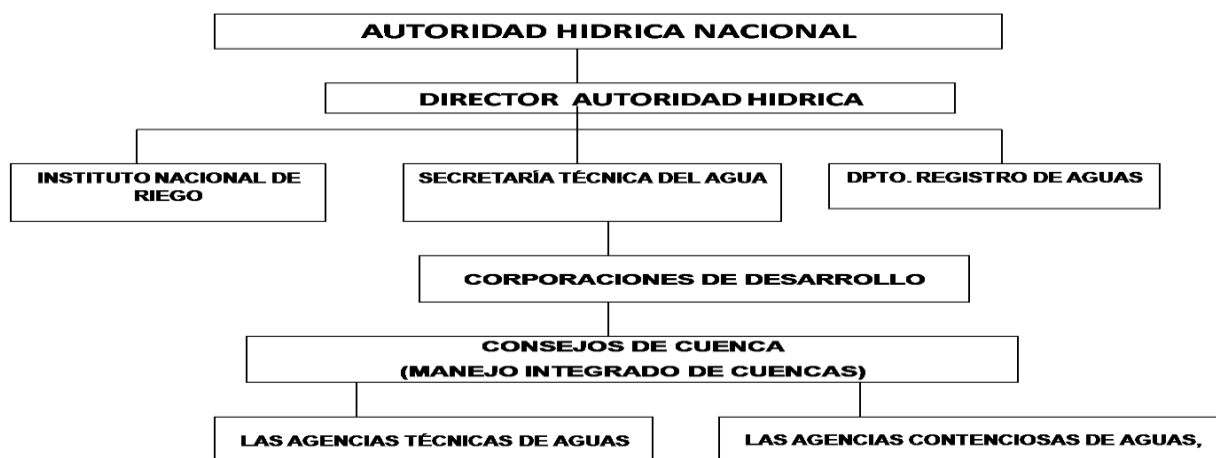 AUTORIDAD HIDRICA NACIONAL
DIRECTOR AUTORIDAD HIDRICA
INSTITUTO NACIONAL DE
RIEGO
SECRETARÍA TÉCNICA DEL AGUA
DPTO. REGISTRO DE AGUAS
CORPORACIONES DE DESARROLLO
CONSEJOS DE CUENCA
(MANEJO INTEGRADO DE CUENCAS)
LAS AGENCIAS TÉCNICAS DE AGUAS
LAS AGENCIAS CONTENCIOSAS DE AGUAS,